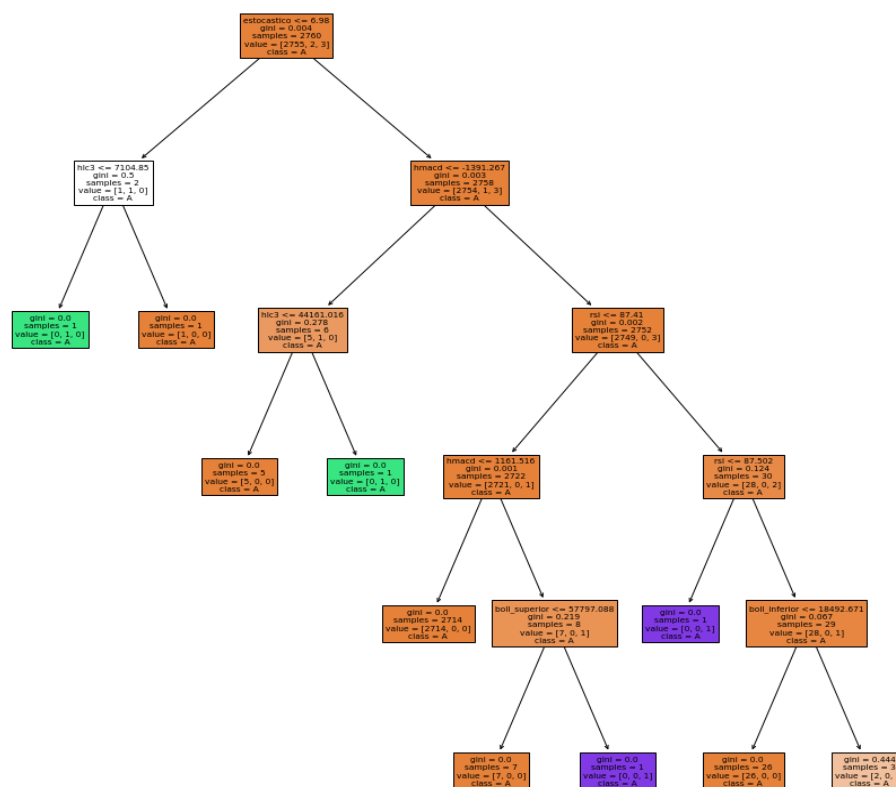 estocastico <= 6.98
gini = 0.004
samples = 2760
value = [2755, 2, 3]
class = A
hlc3 <= 7104.85
gini = 0.5
samples = 2
value = [1, 1, 0]
class = A
hmacd <= -1391.267
gini = 0.003
samples = 2758
value = [2754, 1, 3]
class = A
gini = 0.0
samples = 1
value = [0, 1, 0]
class = A
gini = 0.0
samples = 1
value = [1, 0, 0]
class = A
hlc3 <= 44161.016
gini = 0.278
samples = 6
value = [5, 1, 0]
class = A
rsi <= 87.41
gini = 0.002
samples = 2752
value = [2749, 0, 3]
class = A
gini = 0.0
samples = 5
value = [5, 0, 0]
class = A
gini = 0.0
samples = 1
value = [0, 1, 0]
class = A
hmacd <= 1161.516
gini = 0.001
samples = 2722
value = [2721, 0, 1]
class = A
rsi <= 87.502
gini = 0.124
samples = 30
value = [28, 0, 2]
class = A
gini = 0.0
samples = 2714
value = [2714, 0, 0]
class = A
boll_superior <= 57797.088
gini = 0.219
samples = 8
value = [7, 0, 1]
class = A
gini = 0.0
samples = 1
value = [0, 0, 1]
class = A
boll_inferior <= 18492.671
gini = 0.067
samples = 29
value = [28, 0, 1]
class = A
gini = 0.0
samples = 7
value = [7, 0, 0]
class = A
gini = 0.0
samples = 1
value = [0, 0, 1]
class = A
gini = 0.0
samples = 26
value = [26, 0, 0]
class = A
gini = 0.444
samples = 3
value = [2, 0,
class = A